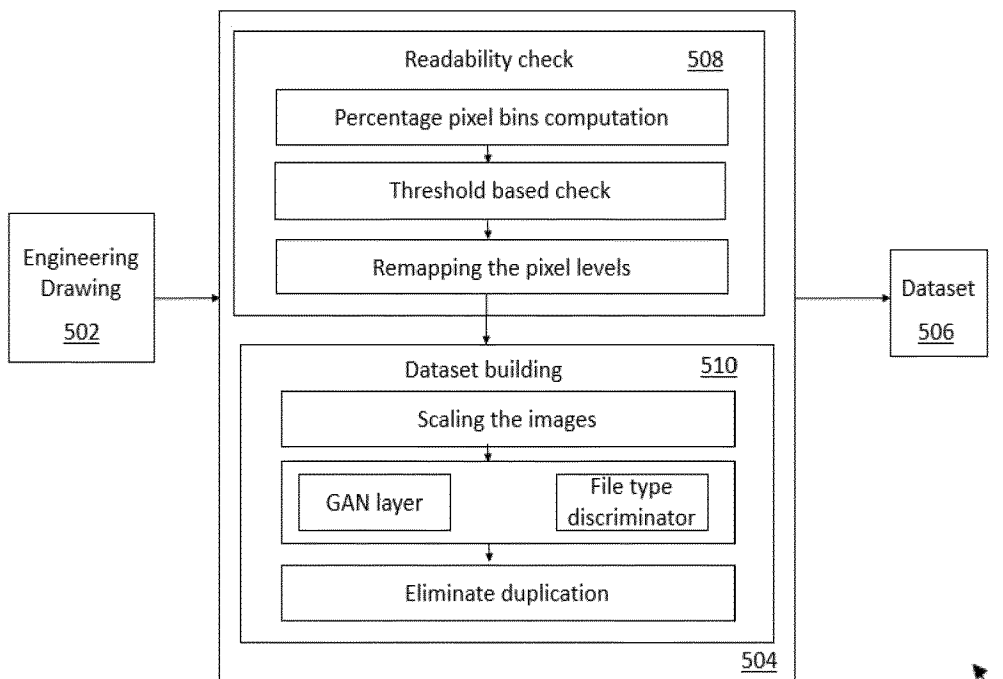 Readability check 508
Percentage pixel bins computation
Threshold based check
Remapping the pixel levels
Engineering
Drawing
502
Dataset
506
Dataset building 510
Scaling the images
GAN layer
File type
discriminator
Eliminate duplication
504